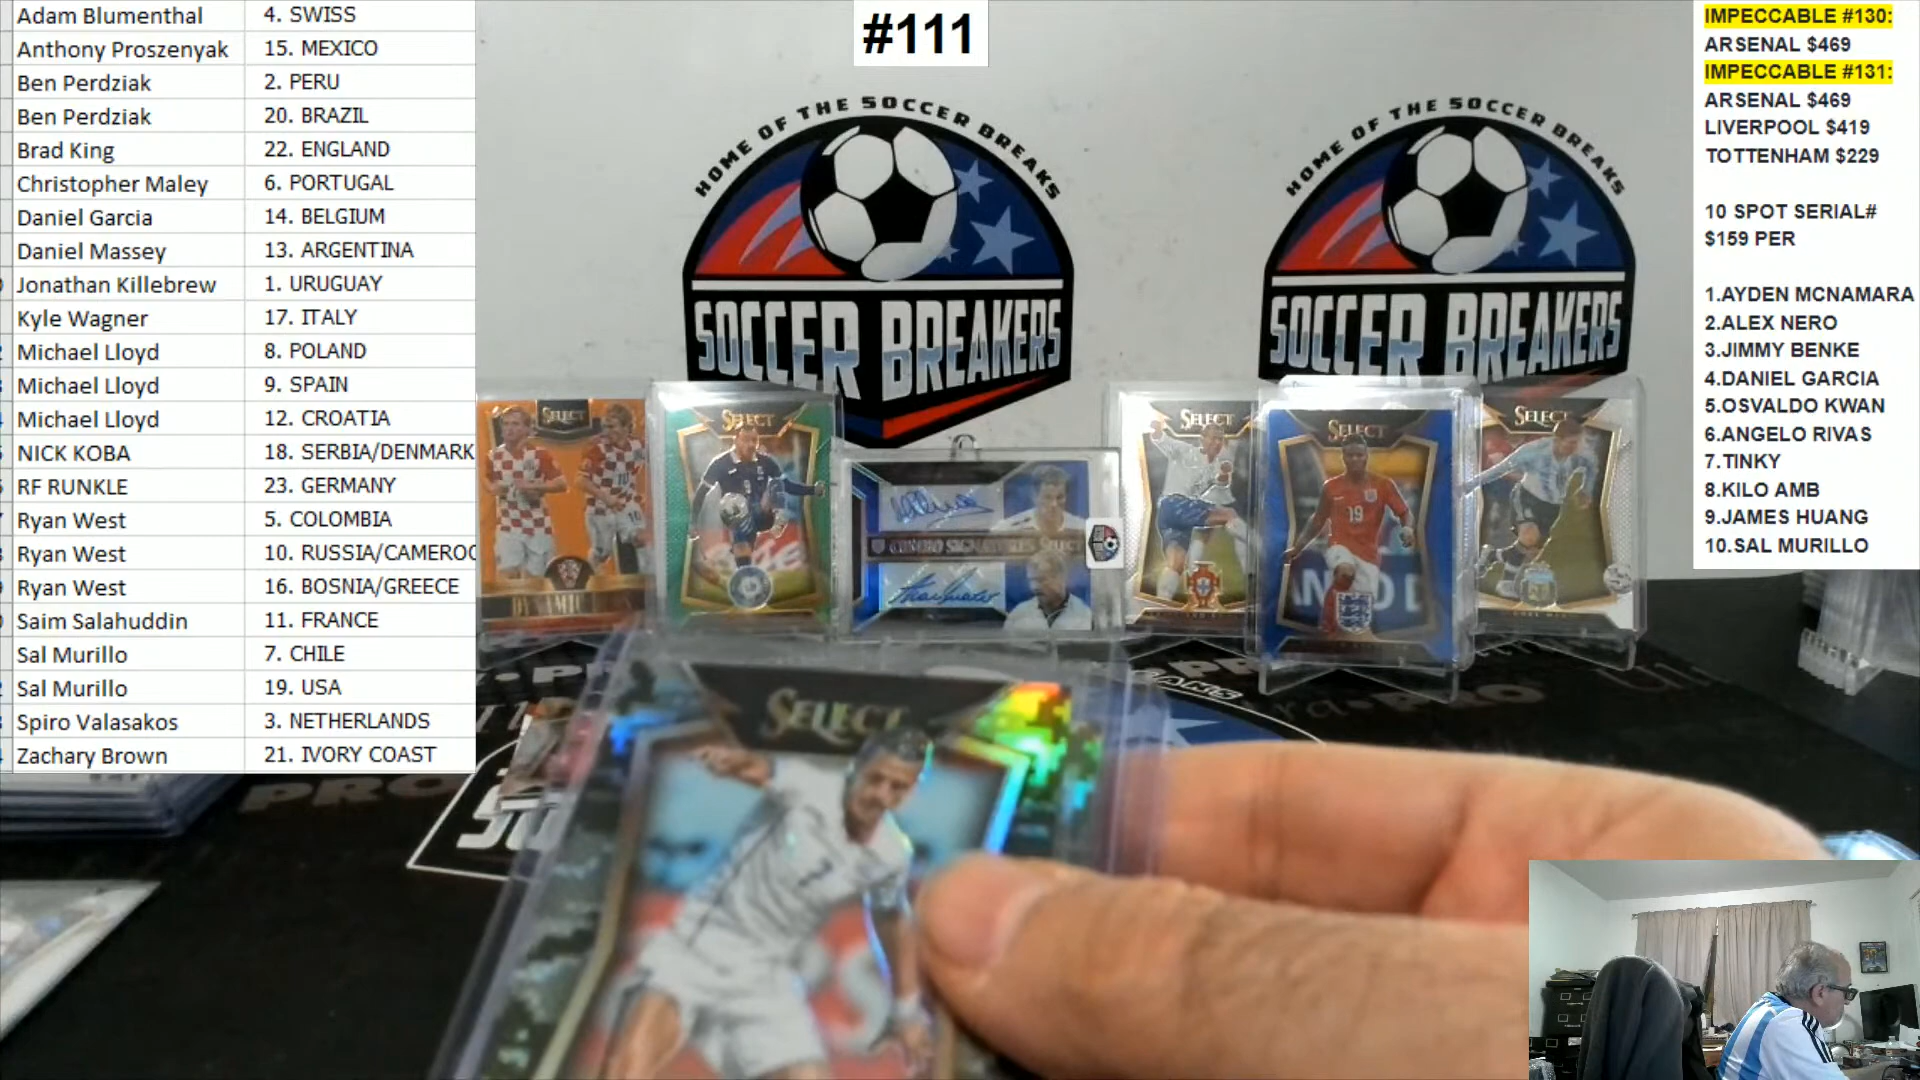 Adam Blumenthal 4. SWISS
Anthony Proszenyak 15. MEXICO
Ben Perdziak 2. PERU
Ben Perdziak 20. BRAZIL
Brad King 22. ENGLAND
Christopher Maley 6. PORTUGAL
Daniel Garcia 14. BELGIUM
Daniel Massey 13. ARGENTINA
Jonathan Killebrew 1. URUGUAY
Kyle Wagner 17. ITALY
Michael Lloyd 8. POLAND
Michael Lloyd 9. SPAIN
Michael Lloyd 12. CROATIA
NICK KOBA 18. SERBIA/DENMARK
RF RUNKLE 23. GERMANY
Ryan West 5. COLOMBIA
Ryan West 10. RUSSIA/CAMEROO
Ryan West 16. BOSNIA/GREECE
Saim Salahuddin 11. FRANCE
Sal Murillo 7. CHILE
Sal Murillo 19. USA
Spiro Valasakos 3. NETHERLANDS
Zachary Brown 21. IVORY COAST
#111
HOME OF THE SOCCER BREAKS
SOCCER BREAKERS
HOME OF THE SOCCER BREAKS
SOCCER BREAKERS
IMPECCABLE #130:
ARSENAL $469
IMPECCABLE #131:
ARSENAL $469
LIVERPOOL $419
TOTTENHAM $229
10 SPOT SERIAL#
$159 PER
1.AYDEN MCNAMARA
2.ALEX NERO
3.JIMMY BENKE
4.DANIEL GARCIA
5.OSVALDO KWAN
6.ANGELO RIVAS
7.TINKY
8.KILO AMB
9.JAMES HUANG
10.SAL MURILLO
SELECT
SELECT
SELECT
SELECT
SELECT
19
10
SIGNATURES SELECT
SELECT
7